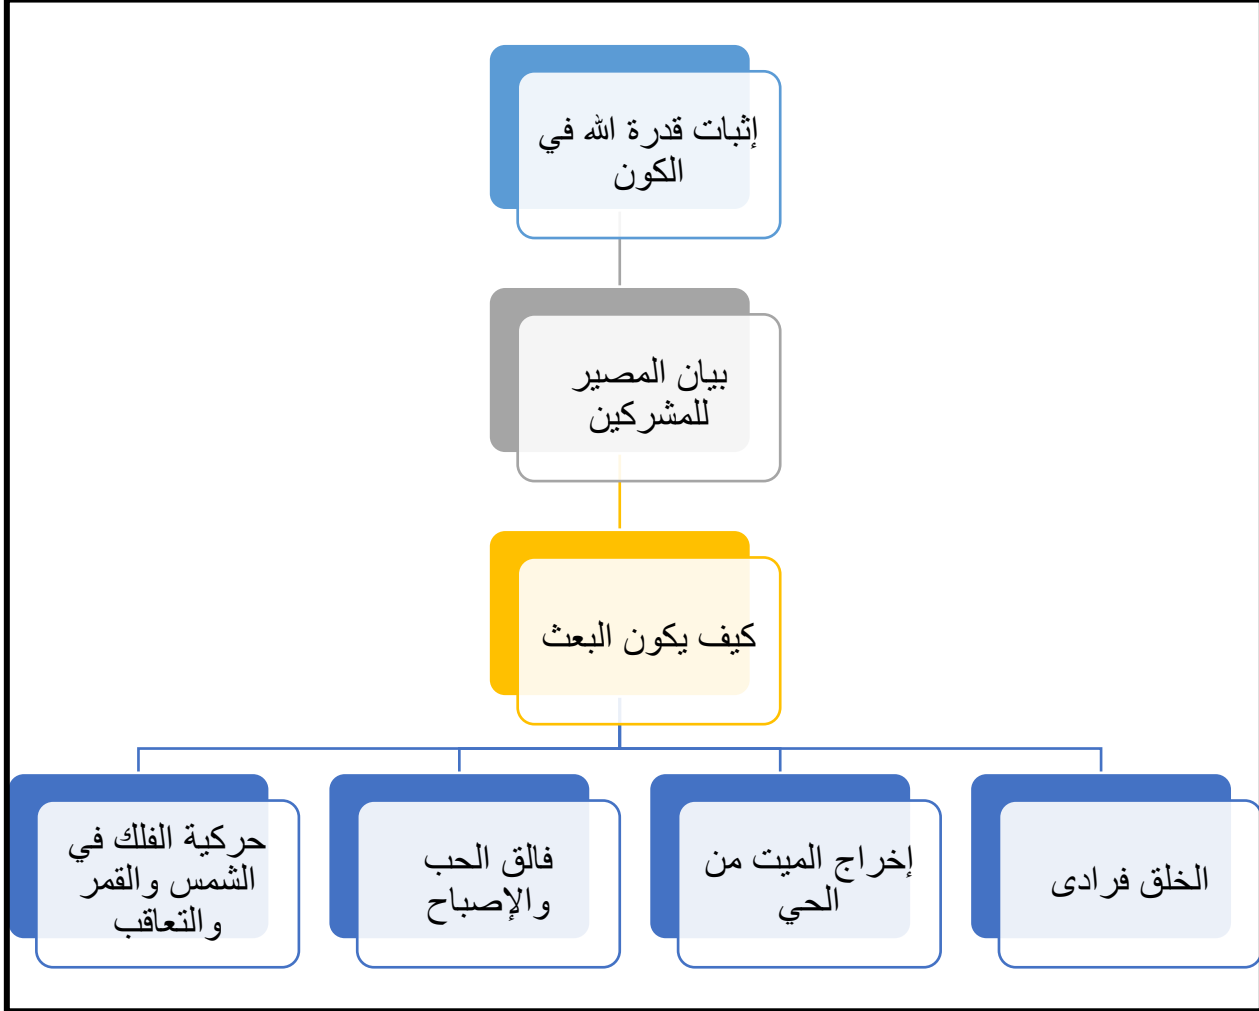 إثبات قدرة الله في
الكون
بيان المصير
للمشركين
كيف يكون البعث
الخلق فرادى
إخراج الميت من
الحي
فالق الحب
والإصباح
حركية الفلك في
الشمس والقمر
والتعاقب